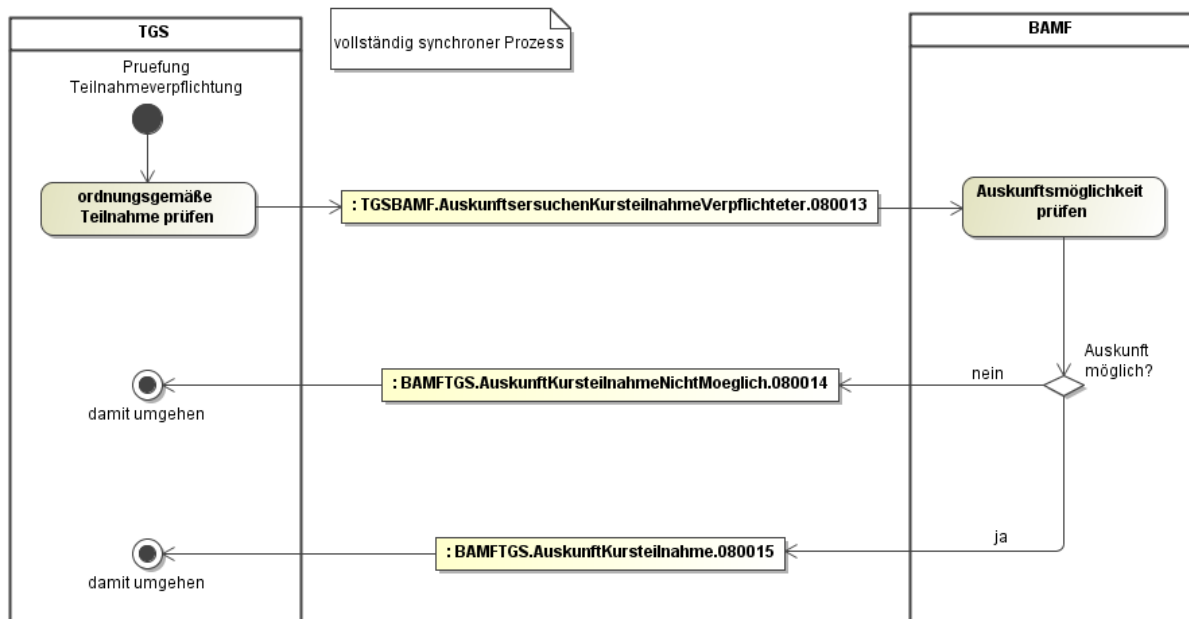 TGS
vollständig synchroner Prozess
BAMF
Pruefung
Teilnahmeverpflichtung
ordnungsgemäße
Teilnahme prüfen
: TGSBAMF.AuskunftsersuchenKursteilnahmeVerpflichteter.080013
Auskunftsmöglichkeit
prüfen
Auskunft
möglich?
nein
: BAMFTGS.AuskunftKursteilnahmeNichtMoeglich.080014
damit umgehen
ja
: BAMFTGS.AuskunftKursteilnahme.080015
damit umgehen